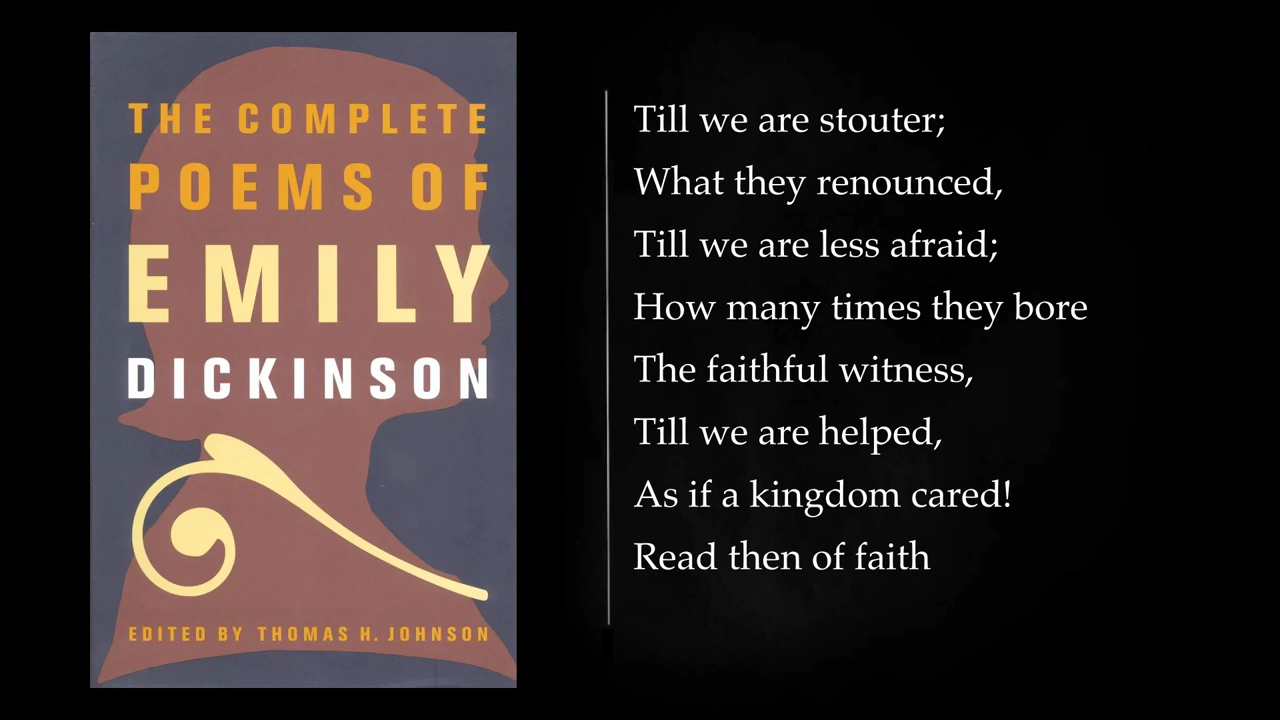 THE COMPLETE
POEMS OF
EMILY
DICKINSON
EDITED BY THOMAS H. JOHNSON
Till we are stouter;
What they renounced,
Till we are less afraid;
How many times they bore
The faithful witness,
Till we are helped,
As if a kingdom cared!
Read then of faith